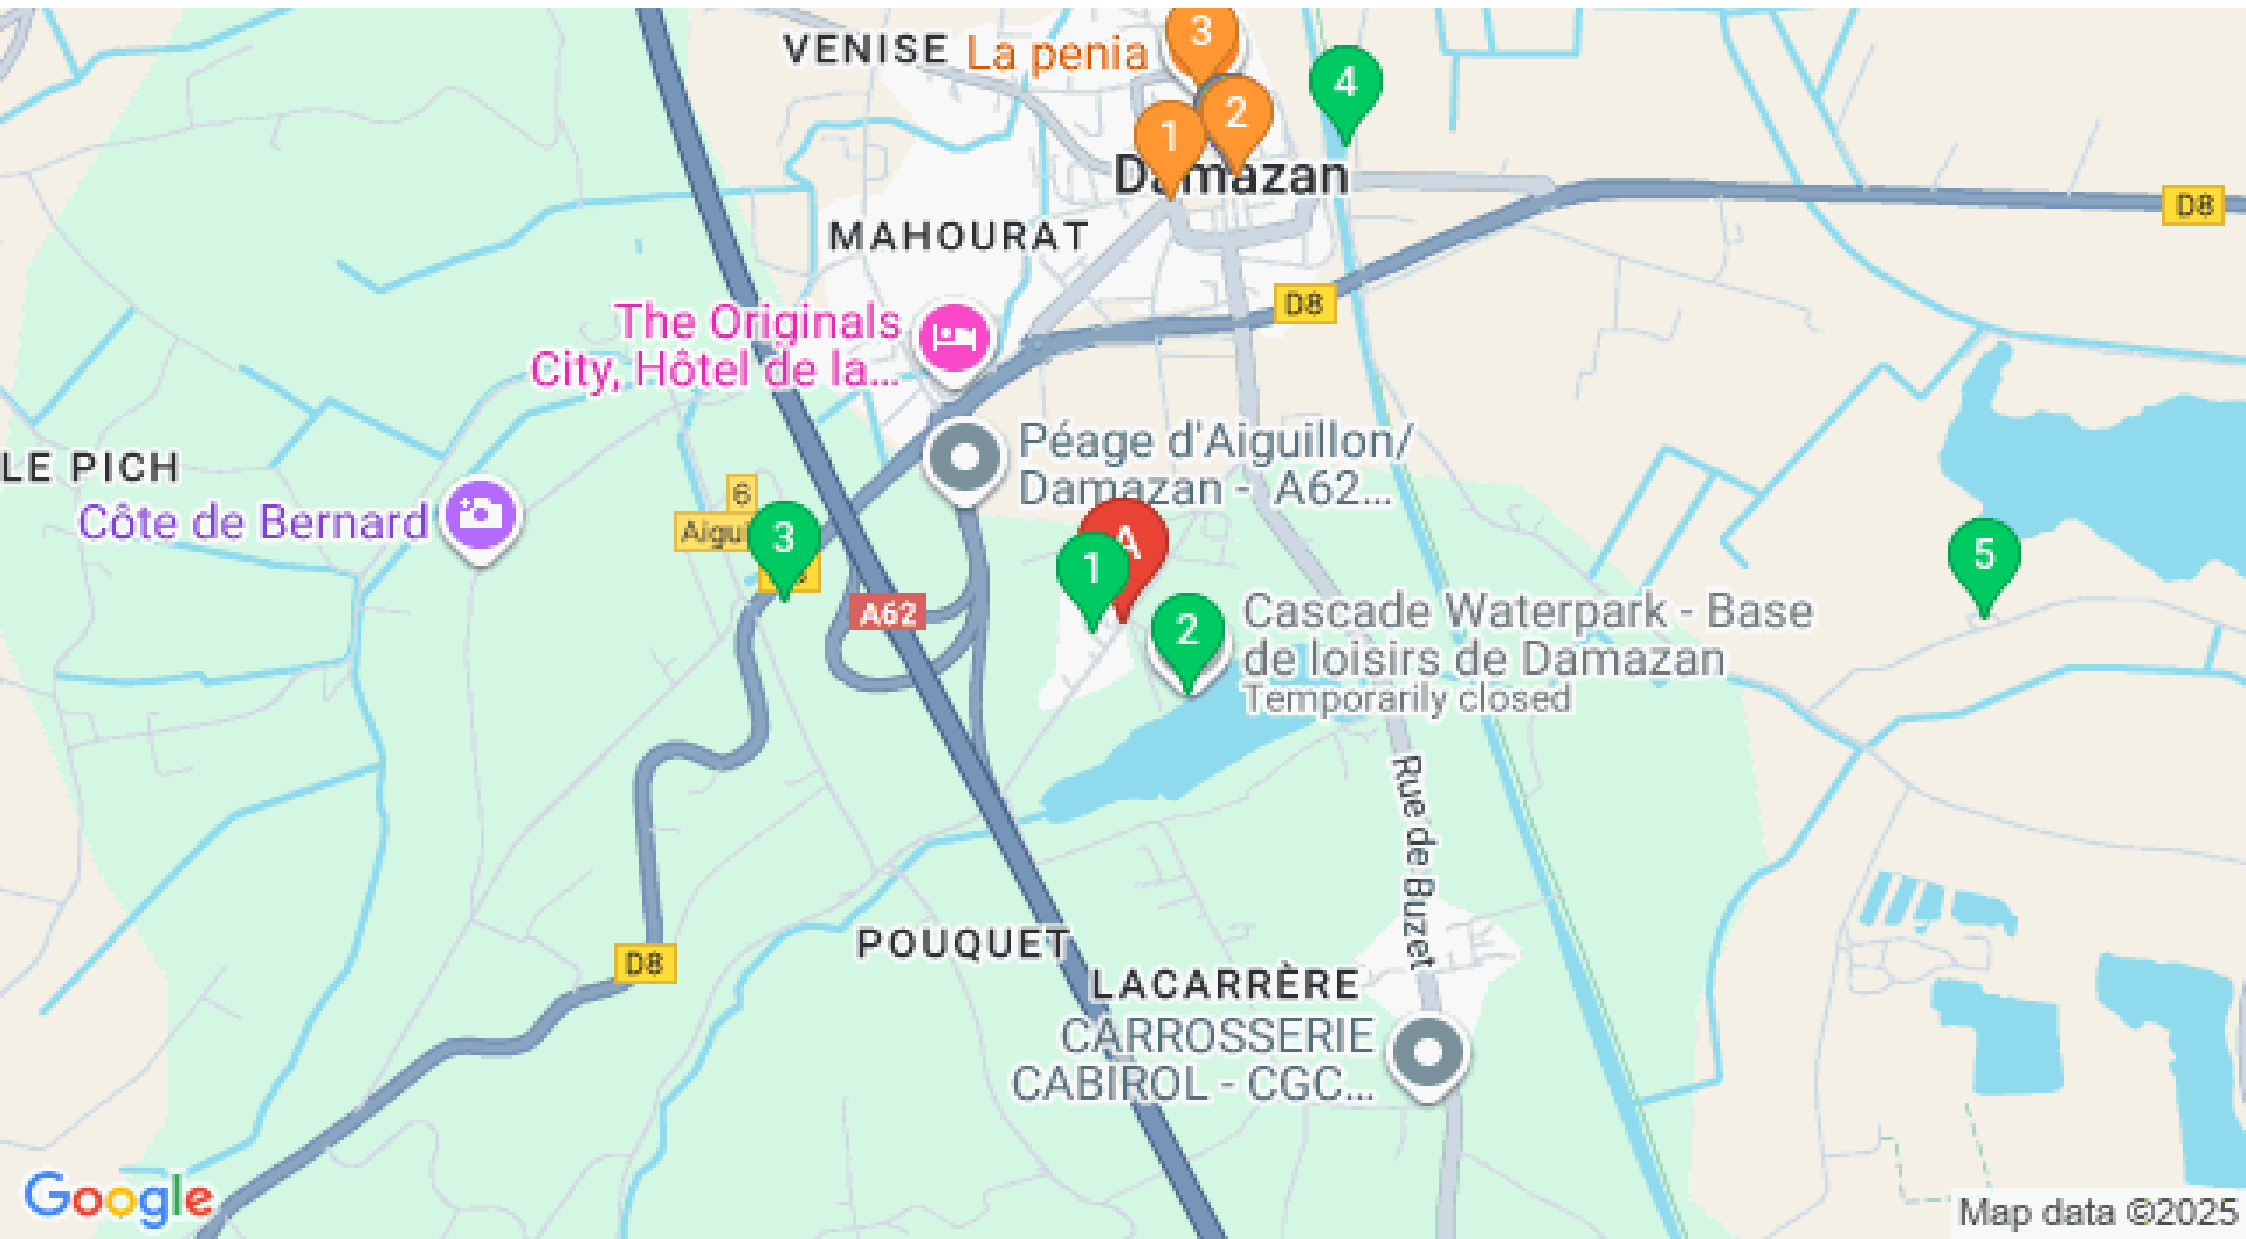 VENISE
La penia
3
4
2
1
Damazan
D8
MAHOURAT
D8
The Originals
City, Hôtel de la...
Péage d'Aiguillon/
Damazan - A62...
LE PICH
Côte de Bernard
6
Aigui
3
A
1
5
A62
2
Cascade Waterpark - Base
de loisirs de Damazan
Temporarily closed
Rue de Buzet
POUQUET
D8
LACARRÈRE
CARROSSERIE
CABIROL - CGC...
Google
Map data ©2025